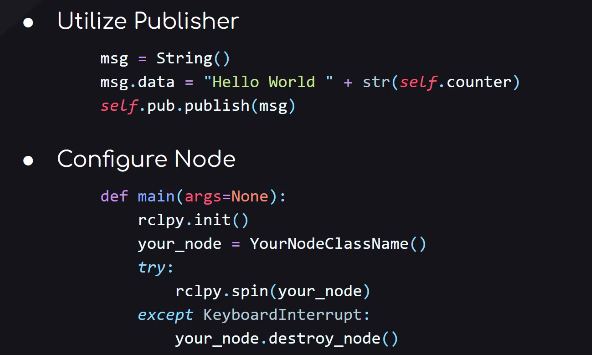 ● Utilize Publisher
msg = String()
msg.data = "Hello World " + str(self.counter)
self.pub.publish(msg)
● Configure Node
def main(args=None):
rclpy.init()
your_node = YourNodeClassName()
try:
rclpy.spin(your_node)
except KeyboardInterrupt:
your_node.destroy_node()